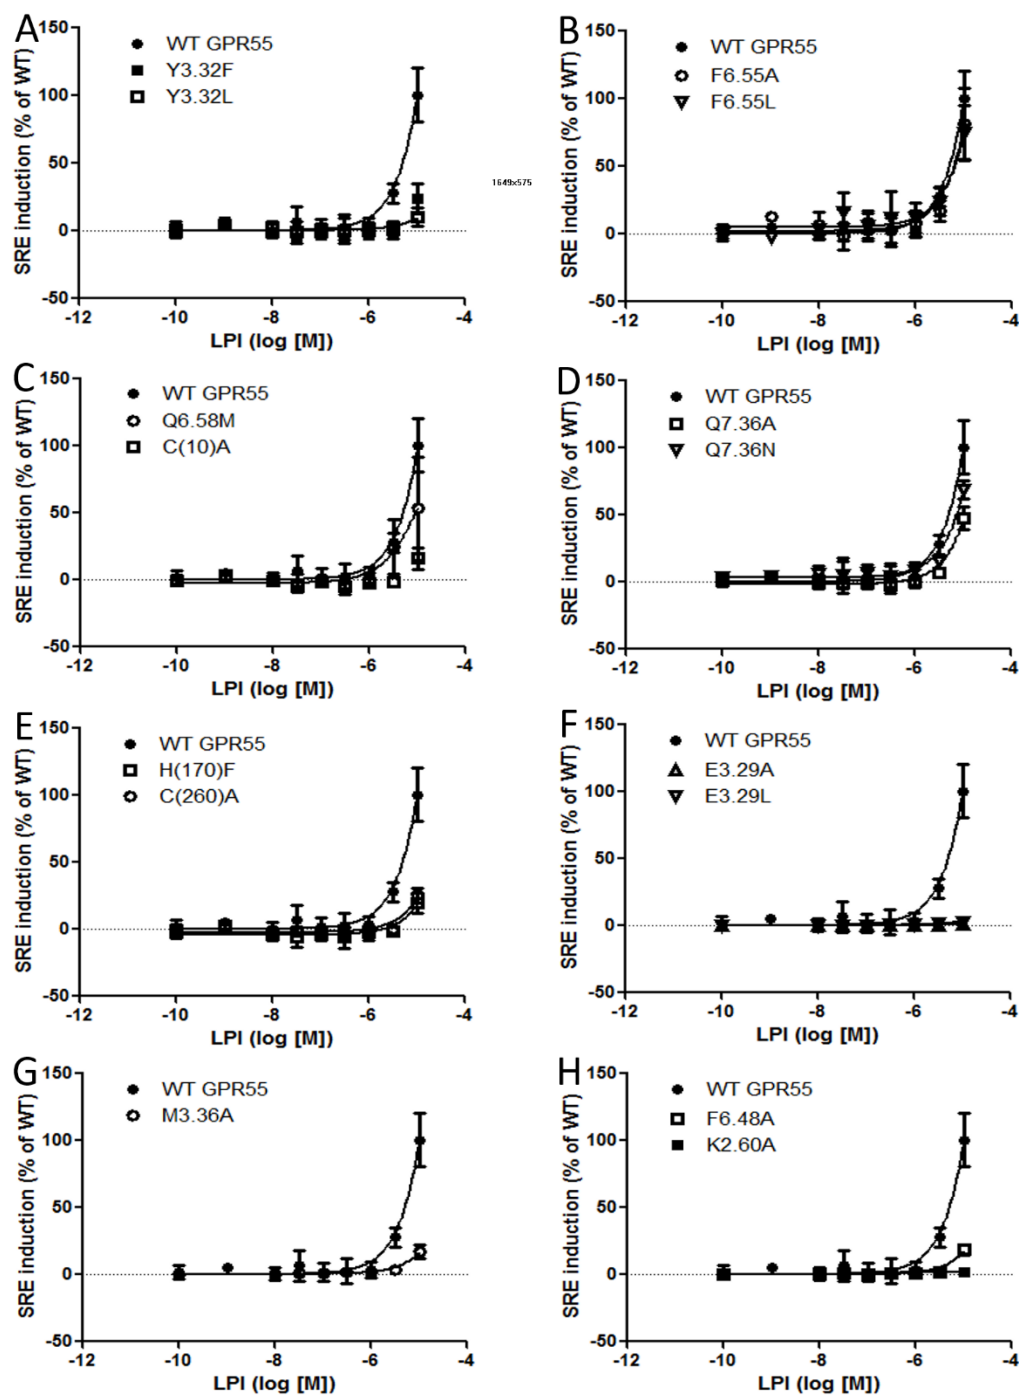 A
SRE induction (% of WT)
150
100
50
0
-50
-12
-10
-8
-6
-4
LPI (log [M])
WT GPR55
Y3.32F
Y3.32L
B
SRE induction (% of WT)
150
100
50
0
-50
-12
-10
-8
-6
-4
LPI (log [M])
WT GPR55
F6.55A
F6.55L
1649x575
C
SRE induction (% of WT)
150
100
50
0
-50
-12
-10
-8
-6
-4
LPI (log [M])
WT GPR55
Q6.58M
C(10)A
D
SRE induction (% of WT)
150
100
50
0
-50
-12
-10
-8
-6
-4
LPI (log [M])
WT GPR55
Q7.36A
Q7.36N
E
SRE induction (% of WT)
150
100
50
0
-50
-12
-10
-8
-6
-4
LPI (log [M])
WT GPR55
H(170)F
C(260)A
F
SRE induction (% of WT)
150
100
50
0
-50
-12
-10
-8
-6
-4
LPI (log [M])
WT GPR55
E3.29A
E3.29L
G
SRE induction (% of WT)
150
100
50
0
-50
-12
-10
-8
-6
-4
LPI (log [M])
WT GPR55
M3.36A
H
SRE induction (% of WT)
150
100
50
0
-50
-12
-10
-8
-6
-4
LPI (log [M])
WT GPR55
F6.48A
K2.60A